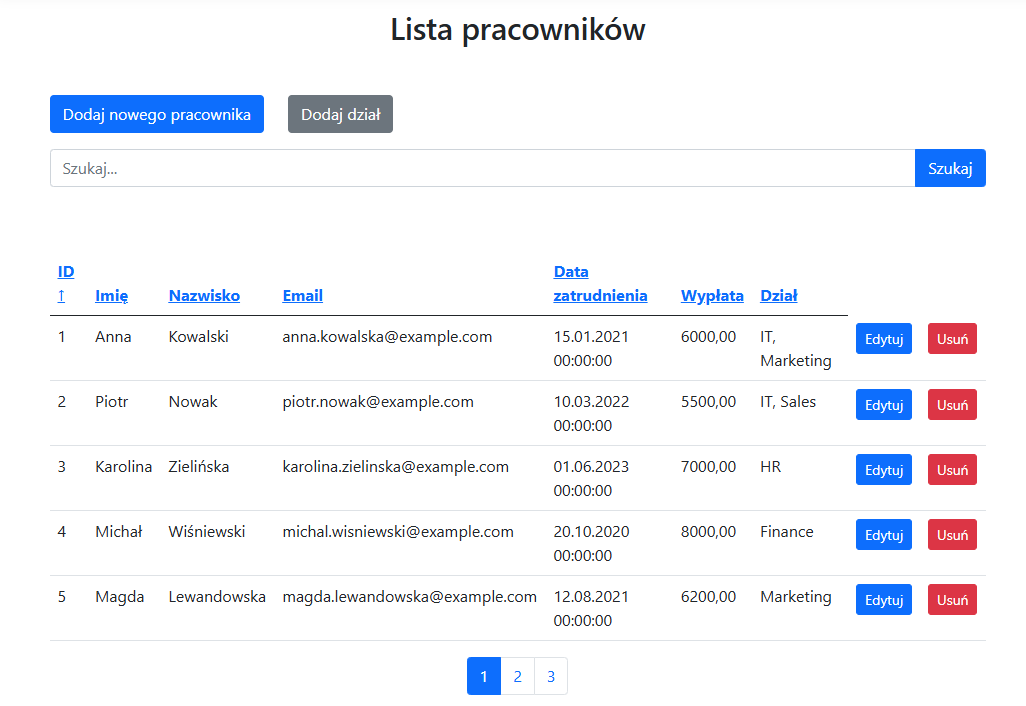 Lista pracowników
Dodaj nowego pracownika Dodaj dział
Szukaj... Szukaj
ID Data
↑ Imię Nazwisko Email zatrudnienia Wypłata Dział
1 Anna Kowalski anna.kowalska@example.com 15.01.2021 6000,00 IT, Edytuj Usuń
00:00:00 Marketing
2 Piotr Nowak piotr.nowak@example.com 10.03.2022 5500,00 IT, Sales Edytuj Usuń
00:00:00
3 Karolina Zielińska karolina.zielinska@example.com 01.06.2023 7000,00 HR Edytuj Usuń
00:00:00
4 Michał Wiśniewski michal.wisniewski@example.com 20.10.2020 8000,00 Finance Edytuj Usuń
00:00:00
5 Magda Lewandowska magda.lewandowska@example.com 12.08.2021 6200,00 Marketing Edytuj Usuń
00:00:00
1 2 3